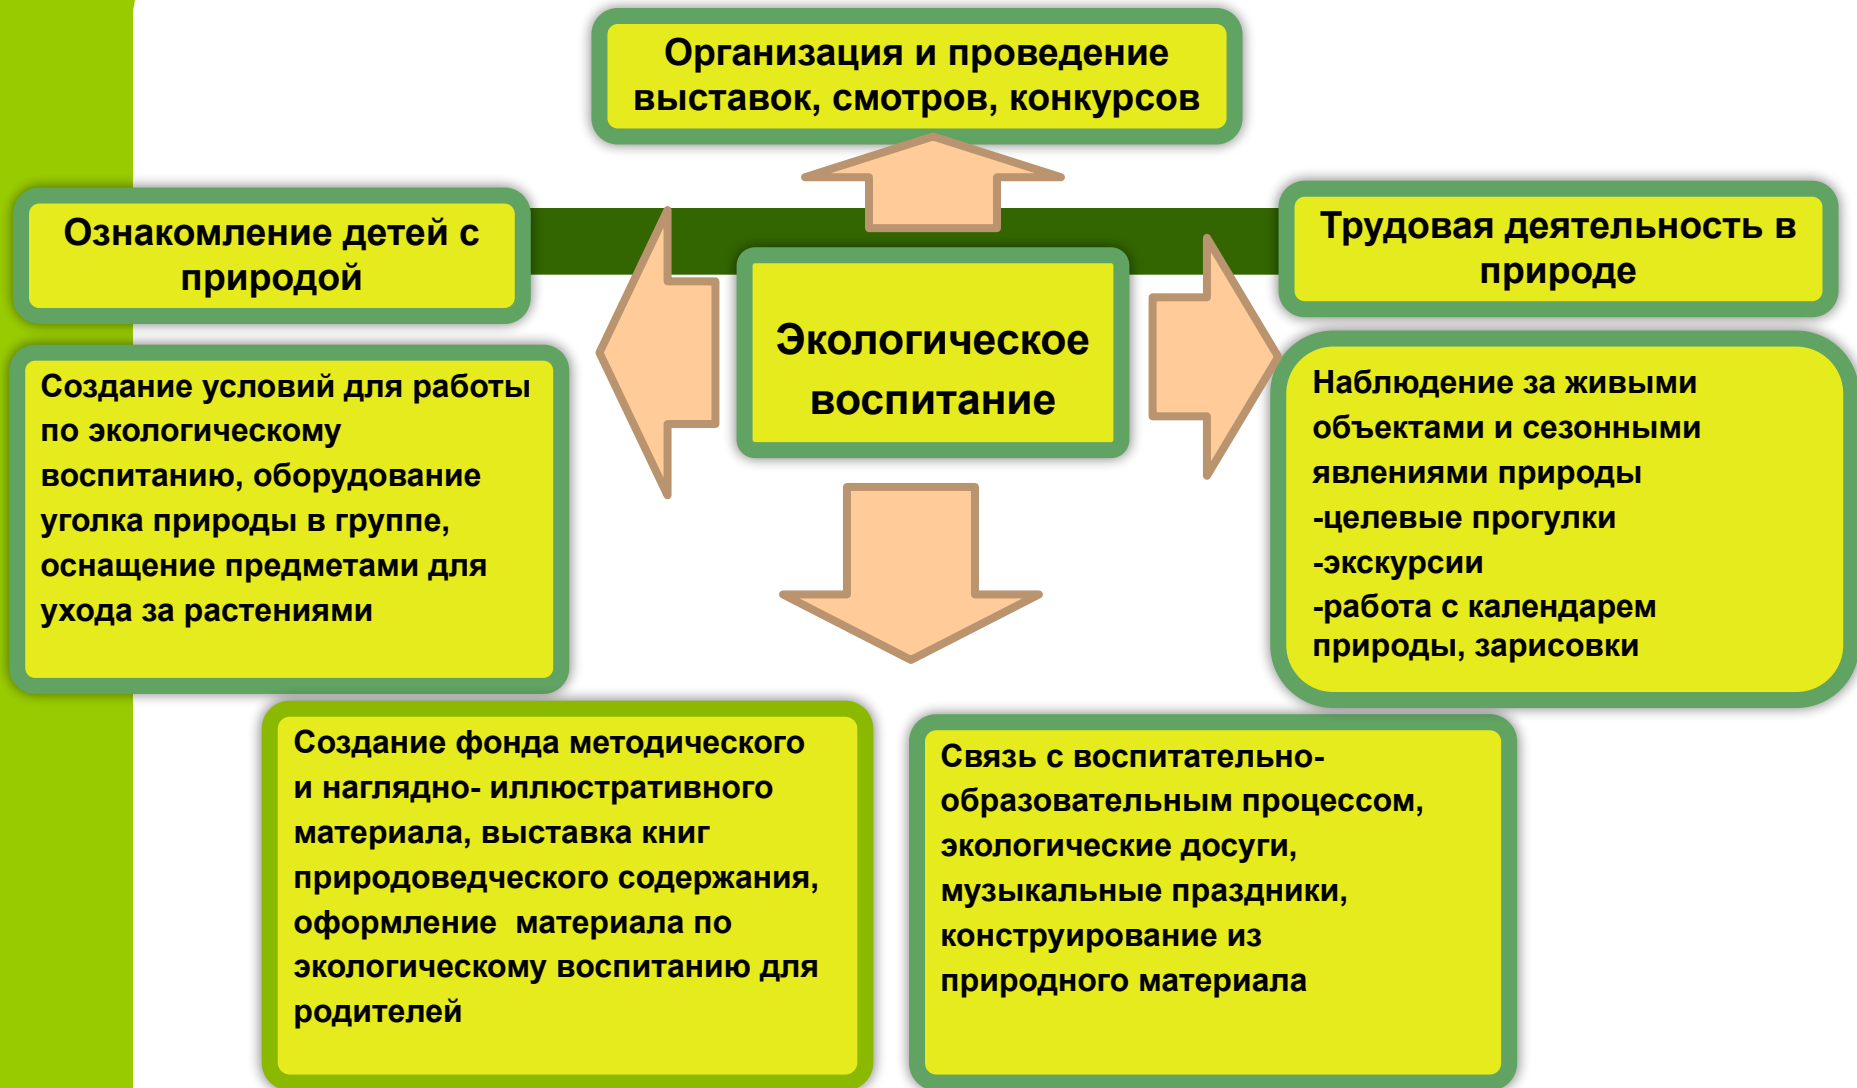 Организация и проведение
выставок, смотров, конкурсов
Ознакомление детей с
природой
Трудовая деятельность в
природе
Экологическое
воспитание
Создание условий для работы
по экологическому
воспитанию, оборудование
уголка природы в группе,
оснащение предметами для
ухода за растениями
Наблюдение за живыми
объектами и сезонными
явлениями природы
-целевые прогулки
-экскурсии
-работа с календарем
природы, зарисовки
Создание фонда методического
и наглядно- иллюстративного
материала, выставка книг
природоведческого содержания,
оформление  материала по
экологическому воспитанию для
родителей
Связь с воспитательно-
образовательным процессом,
экологические досуги,
музыкальные праздники,
конструирование из
природного материала